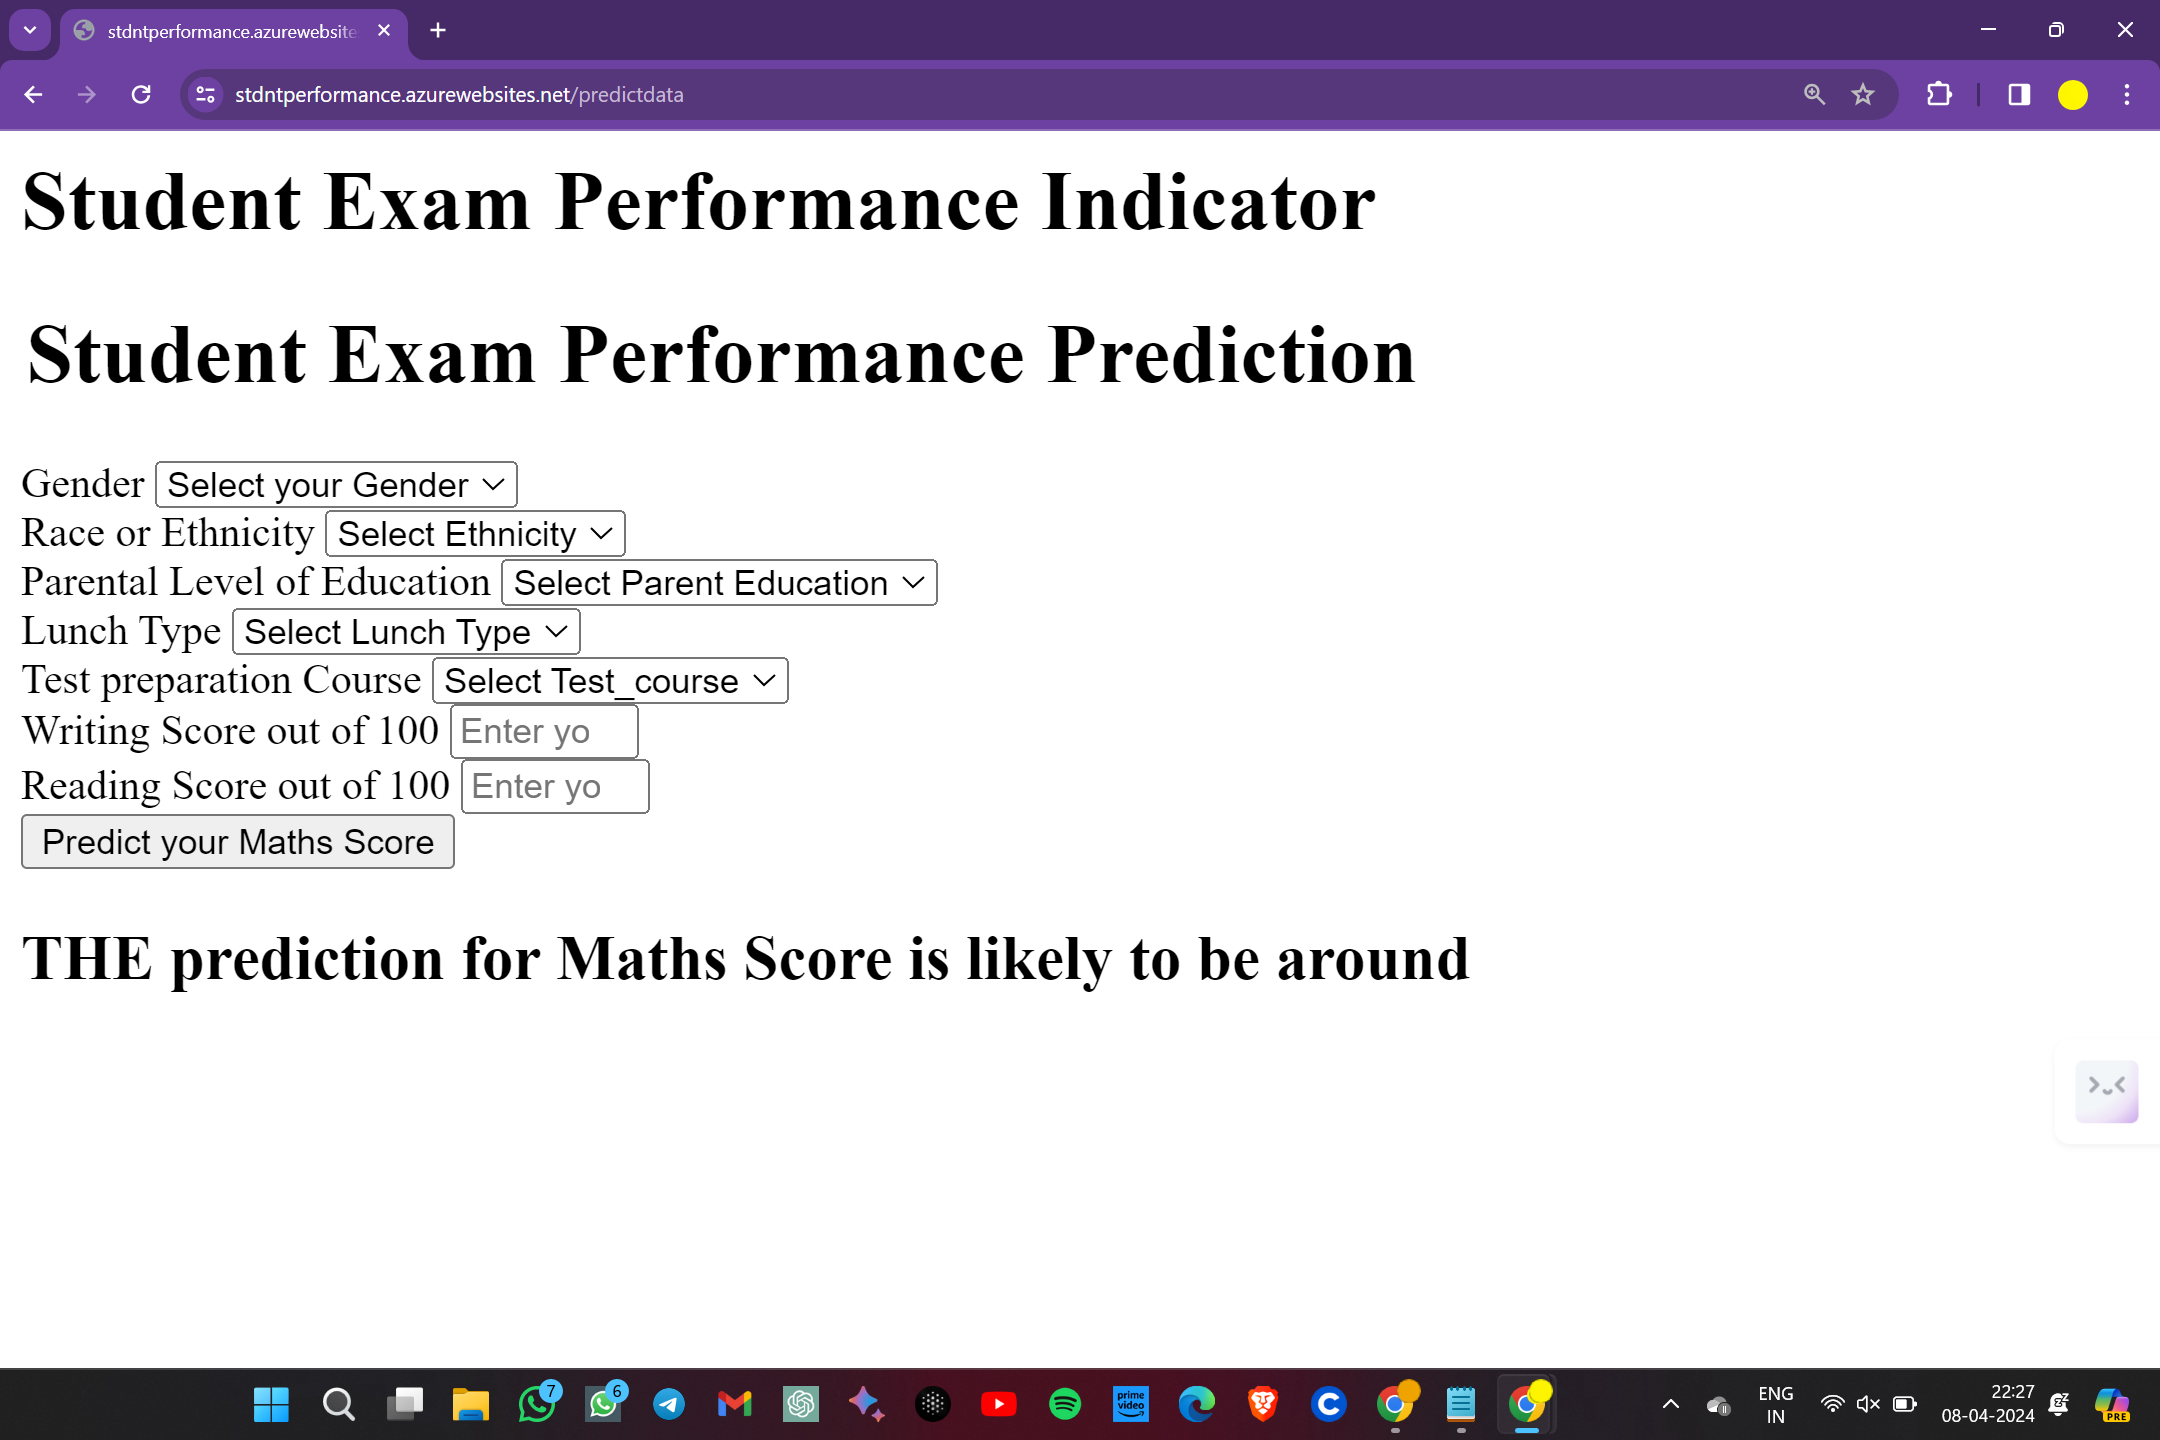 stdntperformance.azurewebsite
stdntperformance.azurewebsites.net/predictdata
Student Exam Performance Indicator
Student Exam Performance Prediction
Gender Select your Gender
Race or Ethnicity Select Ethnicity
Parental Level of Education Select Parent Education
Lunch Type Select Lunch Type
Test preparation Course Select Test_course
Writing Score out of 100 Enter yo
Reading Score out of 100 Enter yo
Predict your Maths Score
THE prediction for Maths Score is likely to be around
7
6
prime
video
C
ENG
IN
22:27
08-04-2024
PRE